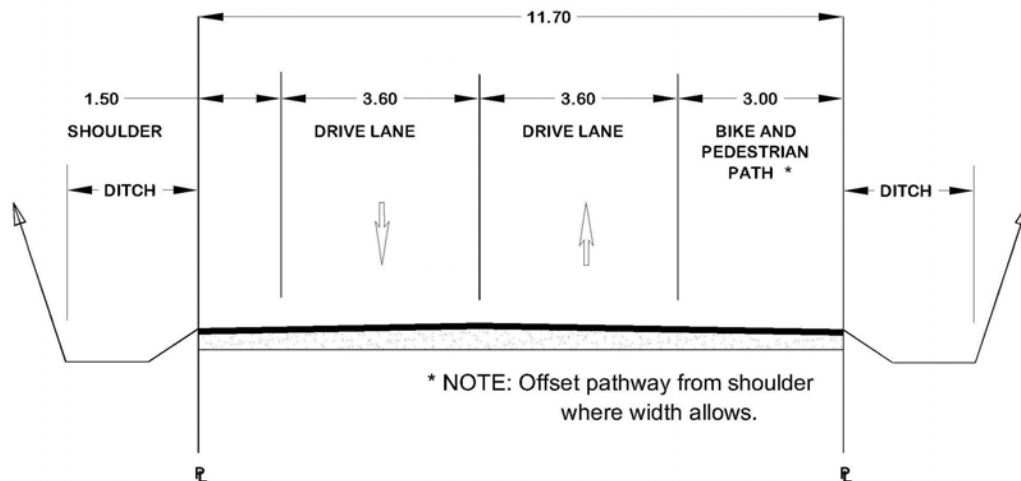 11.70
1.50
3.60
3.60
3.00
SHOULDER
DRIVE LANE
DRIVE LANE
BIKE AND
PEDESTRIAN
PATH *
DITCH
DITCH
* NOTE: Offset pathway from shoulder
where width allows.
℄
℄